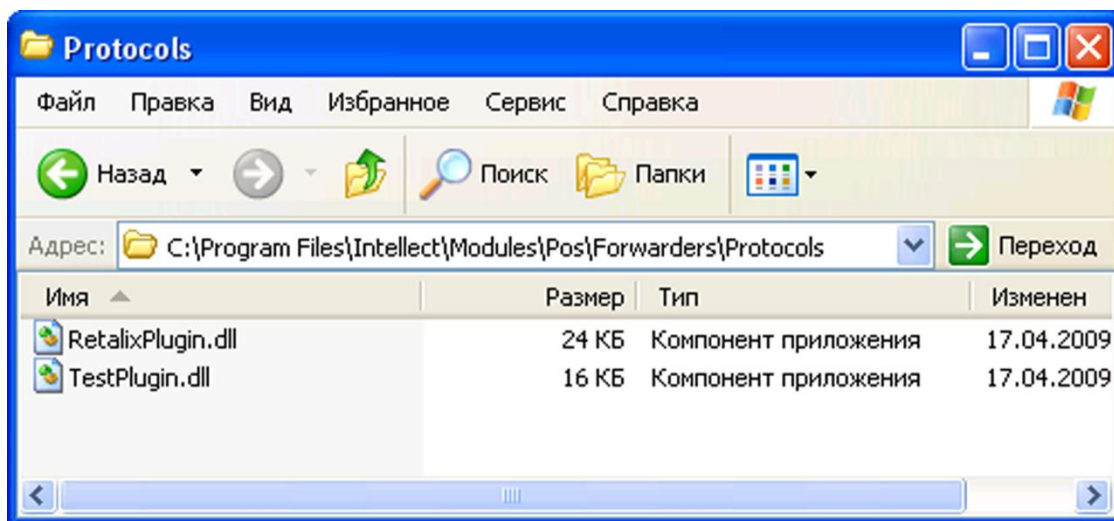 Protocols
Файл Правка Вид Избранное Сервис Справка
Назад Поиск Папки
Адрес: C:\Program Files\Intellect\Modules\Pos\Forwarders\Protocols Переход
Имя Размер Тип Изменен
RetalixPlugin.dll 24 КБ Компонент приложения 17.04.2009
TestPlugin.dll 16 КБ Компонент приложения 17.04.2009